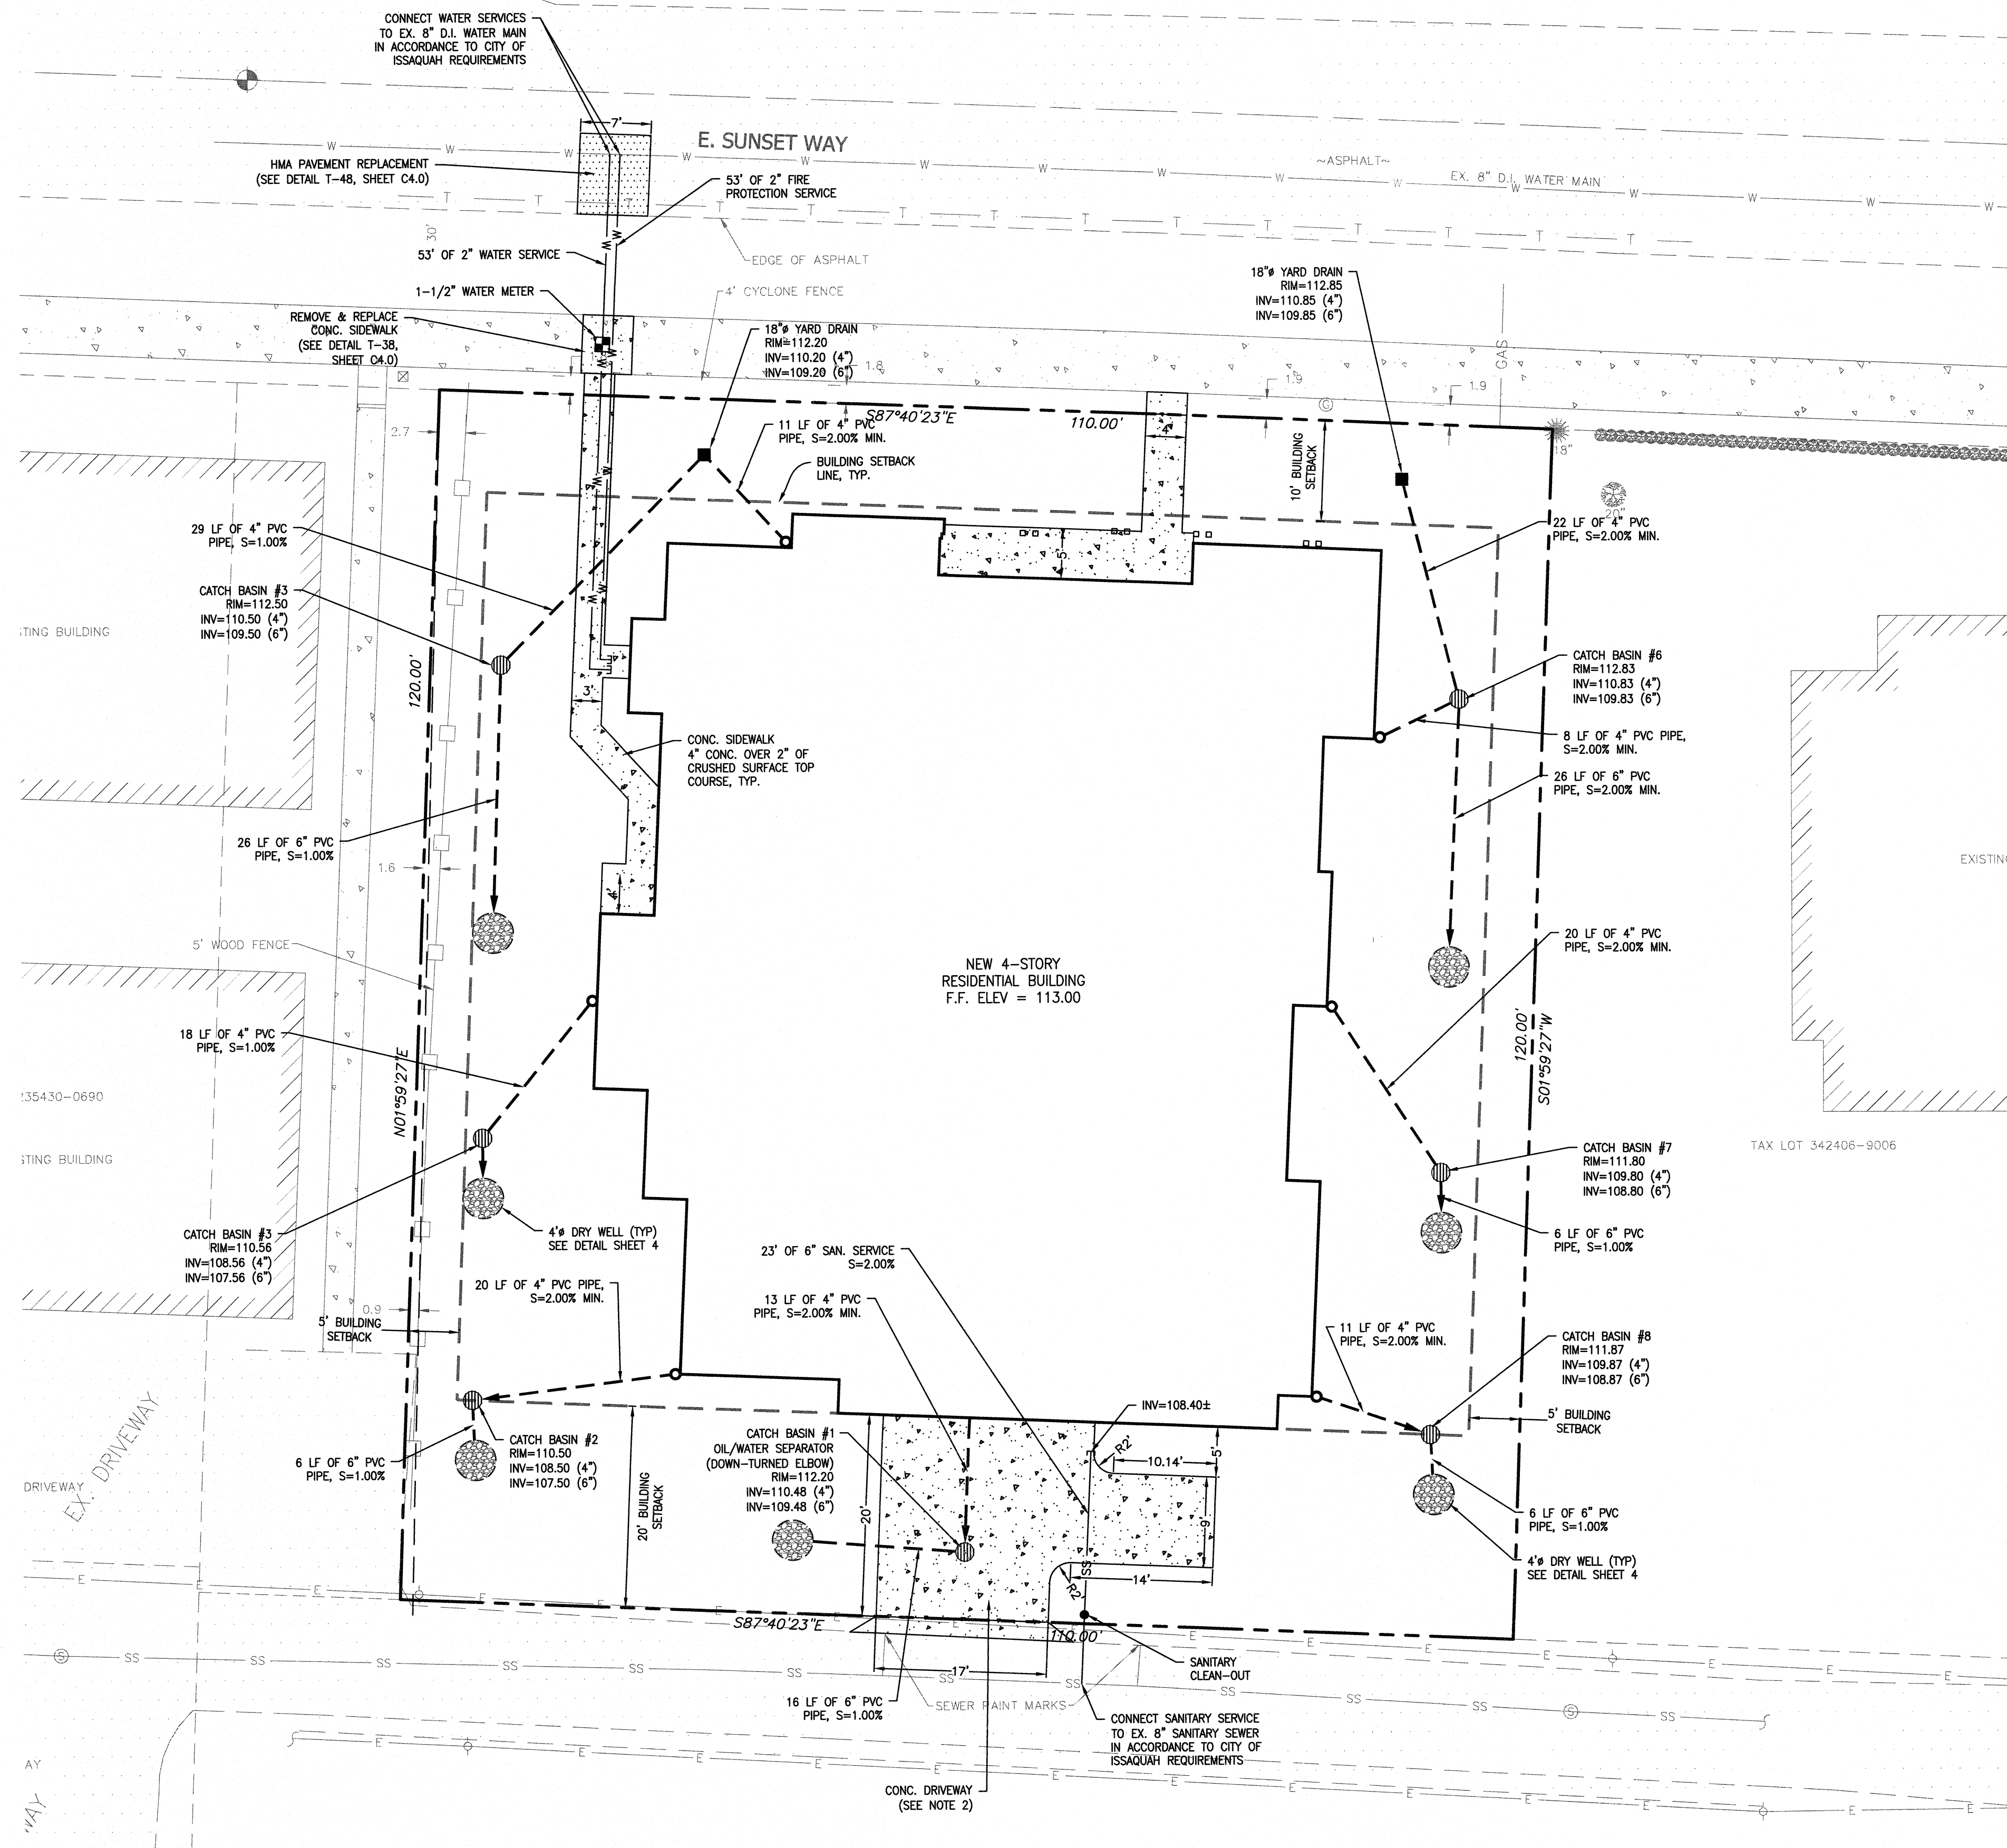 CONNECT WATER SERVICES
TO EX. 8" D.I. WATER MAIN
IN ACCORDANCE TO CITY OF
ISSAQUAH REQUIREMENTS
7'
E. SUNSET WAY
~ASPHALT~
EX. 8" D.I. WATER MAIN
HMA PAVEMENT REPLACEMENT
(SEE DETAIL T-48, SHEET C4.0)
53' OF 2" FIRE
PROTECTION SERVICE
30'
53' OF 2" WATER SERVICE
EDGE OF ASPHALT
1-1/2" WATER METER
4' CYCLONE FENCE
REMOVE & REPLACE
CONC. SIDEWALK
(SEE DETAIL T-38,
SHEET C4.0)
18"ø YARD DRAIN
RIM=112.20
INV=110.20 (4")
INV=109.20 (6")
1.8
18"ø YARD DRAIN
RIM=112.85
INV=110.85 (4")
INV=109.85 (6")
GAS
1.9
1.9
G
2.7
S87°40'23"E
110.00'
11 LF OF 4" PVC
PIPE, S=2.00% MIN.
BUILDING SETBACK
LINE, TYP.
4'
10' BUILDING
SETBACK
18"
20"
29 LF OF 4" PVC
PIPE, S=1.00%
22 LF OF 4" PVC
PIPE, S=2.00% MIN.
5'
CATCH BASIN #3
RIM=112.50
INV=110.50 (4")
INV=109.50 (6")
TING BUILDING
120.00'
3'
CATCH BASIN #6
RIM=112.83
INV=110.83 (4")
INV=109.83 (6")
8 LF OF 4" PVC PIPE,
S=2.00% MIN.
CONC. SIDEWALK
4" CONC. OVER 2" OF
CRUSHED SURFACE TOP
COURSE, TYP.
26 LF OF 6" PVC
PIPE, S=2.00% MIN.
26 LF OF 6" PVC
PIPE, S=1.00%
1.6
4'
EXISTIN
5' WOOD FENCE
20 LF OF 4" PVC
PIPE, S=2.00% MIN.
NEW 4-STORY
RESIDENTIAL BUILDING
F.F. ELEV = 113.00
18 LF OF 4" PVC
PIPE, S=1.00%
N01°59'27"E
120.00'
S01°59'27"W
35430-0690
TING BUILDING
TAX LOT 342406-9006
CATCH BASIN #7
RIM=111.80
INV=109.80 (4")
INV=108.80 (6")
CATCH BASIN #3
RIM=110.56
INV=108.56 (4")
INV=107.56 (6")
4'ø DRY WELL (TYP)
SEE DETAIL SHEET 4
6 LF OF 6" PVC
PIPE, S=1.00%
23' OF 6" SAN. SERVICE
S=2.00%
20 LF OF 4" PVC PIPE,
S=2.00% MIN.
13 LF OF 4" PVC
PIPE, S=2.00% MIN.
0.9
5' BUILDING
SETBACK
11 LF OF 4" PVC
PIPE, S=2.00% MIN.
CATCH BASIN #8
RIM=111.87
INV=109.87 (4")
INV=108.87 (6")
5' BUILDING
SETBACK
INV=108.40±
EX. DRIVEWAY
DRIVEWAY
6 LF OF 6" PVC
PIPE, S=1.00%
CATCH BASIN #2
RIM=110.50
INV=108.50 (4")
INV=107.50 (6")
20' BUILDING
SETBACK
CATCH BASIN #1
OIL/WATER SEPARATOR
(DOWN-TURNED ELBOW)
RIM=112.20
INV=110.48 (4")
INV=109.48 (6")
20'
R2'
10.14'
5'
9'
14'
R2'
6 LF OF 6" PVC
PIPE, S=1.00%
4'ø DRY WELL (TYP)
SEE DETAIL SHEET 4
S87°40'23"E
110.00'
17'
SANITARY
CLEAN-OUT
16 LF OF 6" PVC
PIPE, S=1.00%
SEWER PAINT MARKS
CONNECT SANITARY SERVICE
TO EX. 8" SANITARY SEWER
IN ACCORDANCE TO CITY OF
ISSAQUAH REQUIREMENTS
CONC. DRIVEWAY
(SEE NOTE 2)
AY
WAY